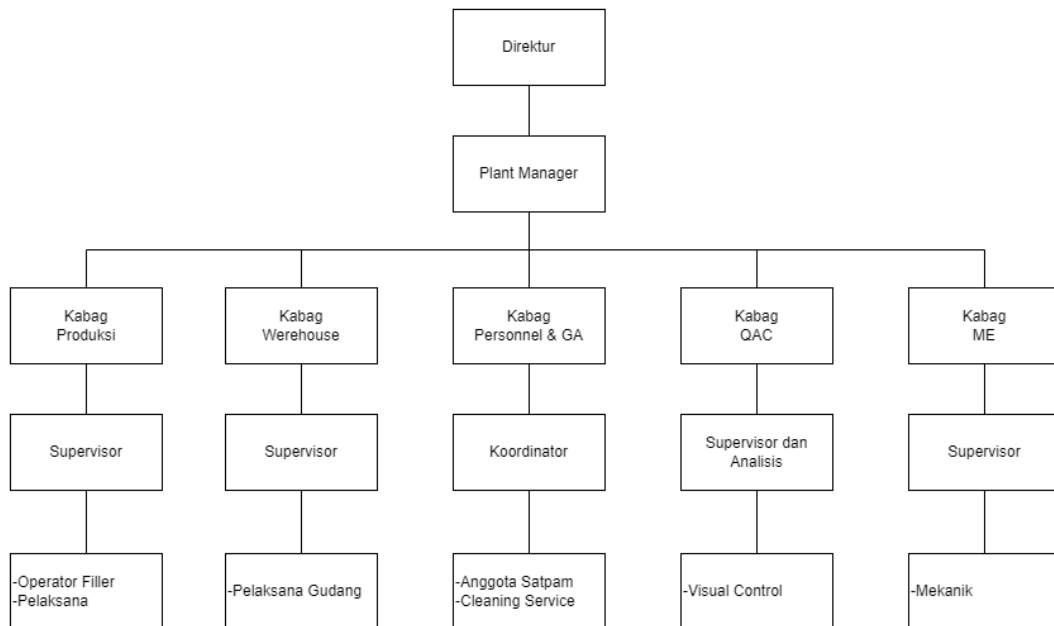 Direktur
Plant Manager
Kabag
Produksi
Kabag
Werehouse
Kabag
Personnel & GA
Kabag
QAC
Kabag
ME
Supervisor
Supervisor
Koordinator
Supervisor dan
Analisis
Supervisor
-Operator Filler
-Pelaksana
-Pelaksana Gudang
-Anggota Satpam
-Cleaning Service
-Visual Control
-Mekanik